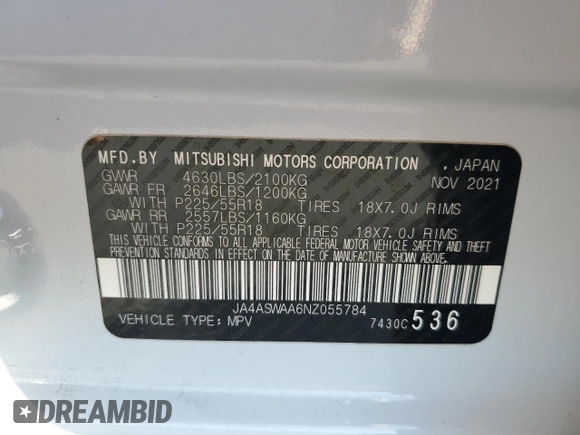 MFD.BY MITSUBISHI MOTORS CORPORATION . JAPAN
GVWR 4630LBS/2100KG NOV 2021
GAWR FR 2646LBS/1200KG
WITH P225/55R18 TIRES 18X7.0J RIMS
GAWR RR 2557LBS/1160KG
WITH P225/55R18 TIRES 18X7.0J RIMS
THIS VEHICLE CONFORMS TO ALL APPLICABLE FEDERAL MOTOR VEHICLE SAFETY AND THEFT
PREVENTION STANDARDS IN EFFECT ON THE DATE OF MANUFACTURE SHOWN ABOVE.
JA4ASWAA6NZ055784
VEHICLE TYPE: MPV 7430C 536
DREAMBID